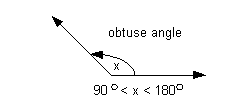 obtuse angle
x
90° < x < 180°